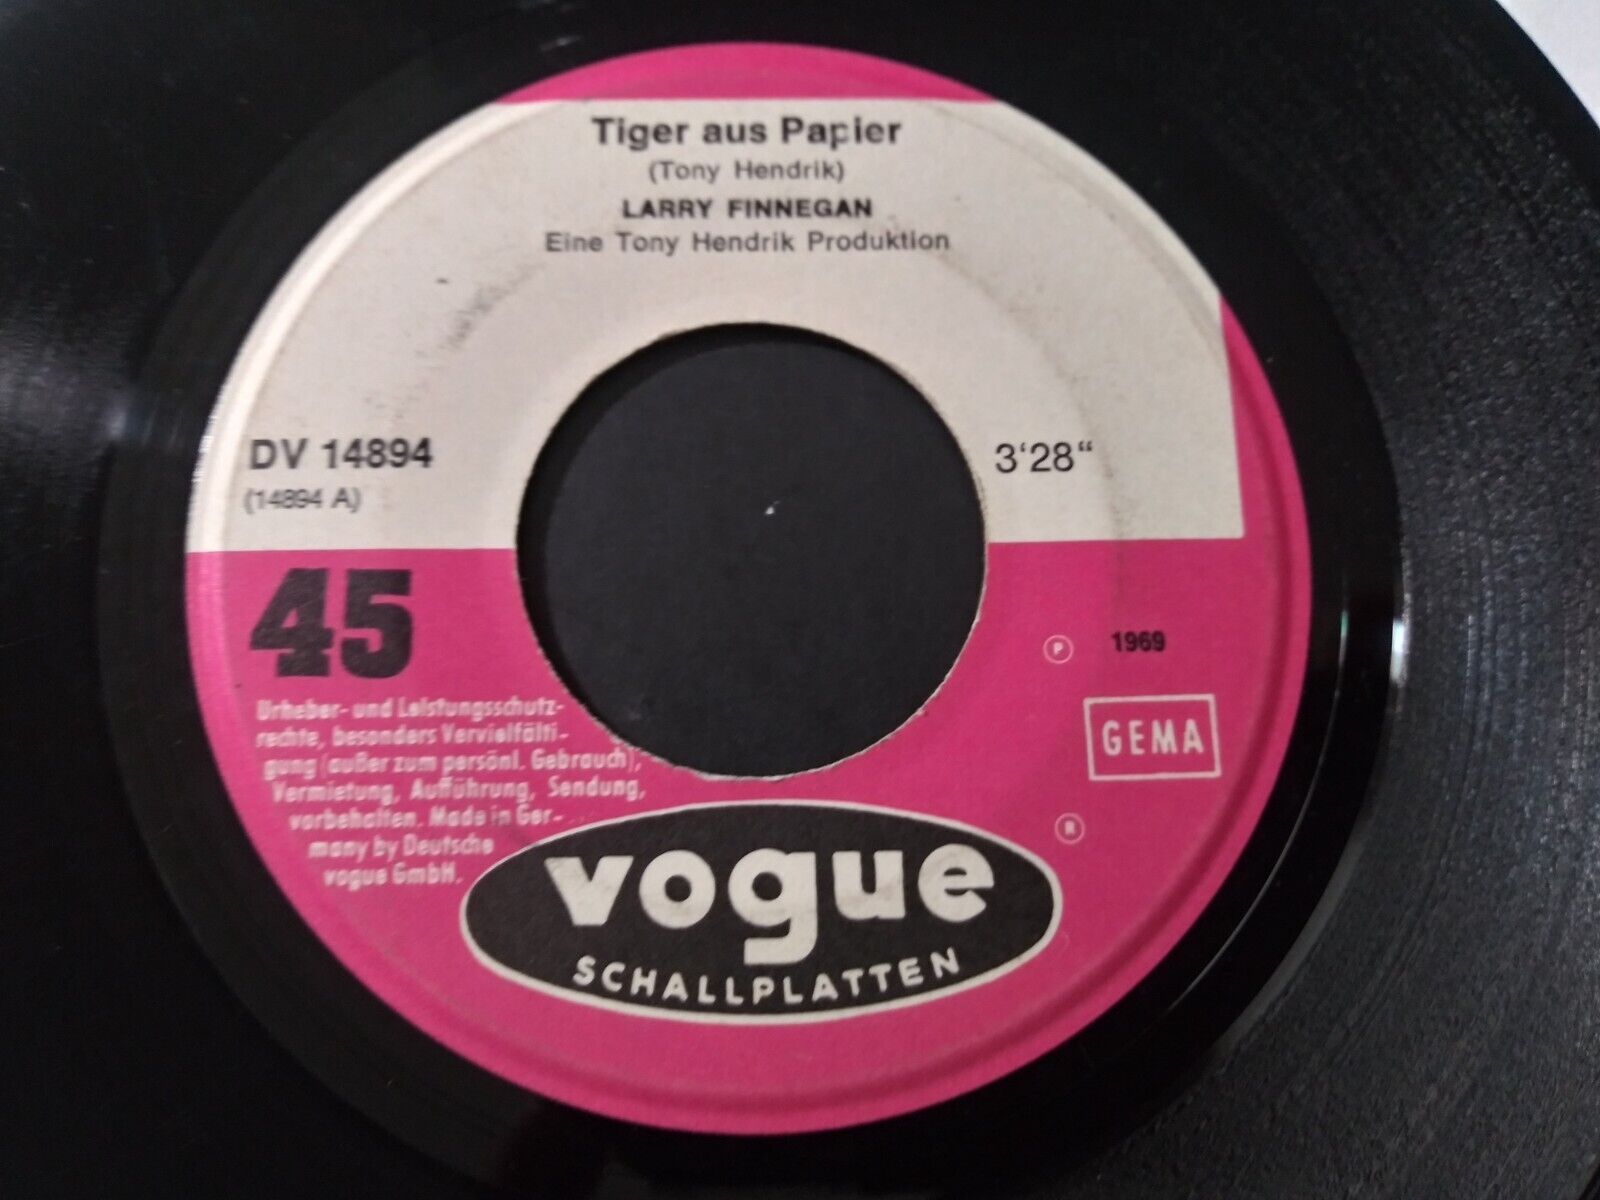 Tiger aus Papier
(Tony Hendrik)
LARRY FINNEGAN
Eine Tony Hendrik Produktion
DV 14894
(14894 A)
3‘28“
45
Ⓟ 1969
Urheber- und Leistungsschutz-
rechte, besonders Vervielfälti-
gung (außer zum persönl. Gebrauch),
Vermietung, Aufführung, Sendung,
vorbehalten. Made in Ger-
many by Deutsche
vogue GmbH.
GEMA
®
vogue
SCHALLPLATTEN